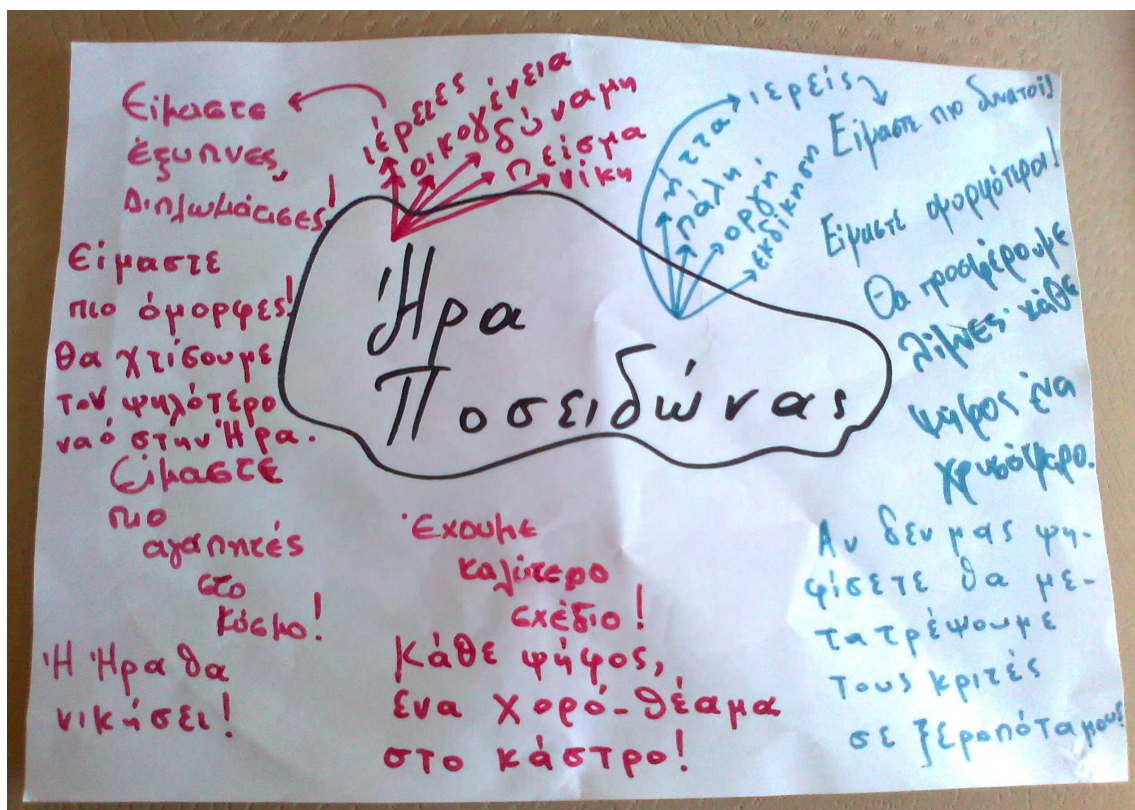 Είμαστε
έξυπνες,
Διπλωμάτισες!
ιέρειες
οικογένεια
δύναμη
πείσμα
νίκη
Είμαστε
πιο όμορφες!
Θα χτίσουμε
τον ψηλότερο
ναό στην Ήρα.
Είμαστε
πιο
αγαπητές
στο
κόσμο!
Ή Ήρα θα
νικήσει!
Ήρα
Ποσειδώνας
Έχουμε
καλύτερο
σχέδιο!
Κάθε ψήφος,
ένα χορό-θέαμα
στο κάστρο!
ιερείς
ήττα
πάλη
οργή
εκδίκηση
Είμαστε πιο δυνατοί!
Είμαστε ομορφότεροι!
Θα προσφέρουμε
λίμνες· κάθε
ψήφος ένα
χρυσόψαρο.
Αν δεν μας ψη-
φίσετε θα με-
τατρέψουμε
τους κριτές
σε ξεροπόταμους!